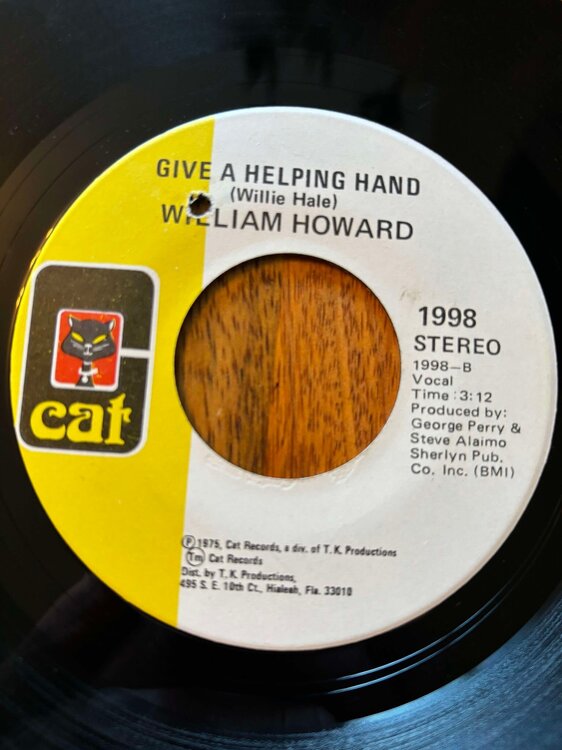 GIVE A HELPING HAND
(Willie Hale)
WILLIAM HOWARD
cat
1998
STEREO
1998-B
Vocal
Time : 3:12
Produced by:
George Perry &
Steve Alaimo
Sherlyn Pub.
Co. Inc. (BMI)
Ⓟ 1975, Cat Records, a div. of T. K. Productions
Tm Cat Records
Dist. by T. K. Productions,
495 S. E. 10th Ct., Hialeah, Fla. 33010